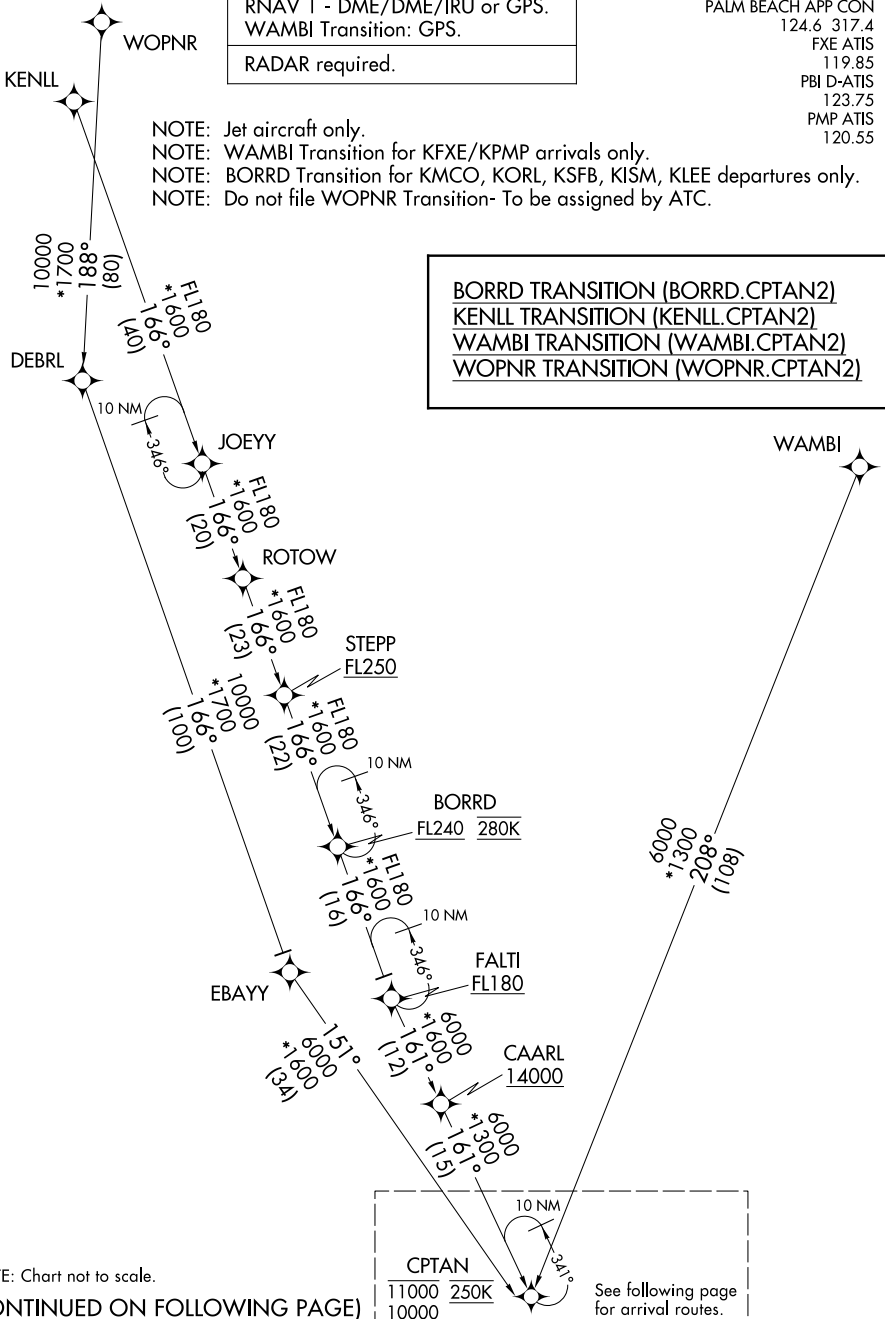 RNAV 1 - DME/DME/IRU or GPS.
WAMBI Transition: GPS.
RADAR required.
PALM BEACH APP CON
124.6 317.4
FXE ATIS
119.85
PBI D-ATIS
123.75
PMP ATIS
120.55
WOPNR
KENLL
NOTE: Jet aircraft only.
NOTE: WAMBI Transition for KFXE/KPMP arrivals only.
NOTE: BORRD Transition for KMCO, KORL, KSFB, KISM, KLEE departures only.
NOTE: Do not file WOPNR Transition- To be assigned by ATC.
10000
*1700
188°
(80)
FL180
*1600
166°
(40)
BORRD TRANSITION (BORRD.CPTAN2)
KENLL TRANSITION (KENLL.CPTAN2)
WAMBI TRANSITION (WAMBI.CPTAN2)
WOPNR TRANSITION (WOPNR.CPTAN2)
DEBRL
10 NM
346°
JOEYY
WAMBI
FL180
*1600
166°
(20)
ROTOW
FL180
*1600
166°
(23)
STEPP
FL250
10000
*1700
166°
(100)
FL180
*1600
166°
(22)
10 NM
346°
BORRD
FL240 280K
6000
*1300
208°
(108)
FL180
*1600
166°
(16)
10 NM
346°
FALTI
FL180
EBAYY
151°
6000
*1600
(34)
6000
*1600
161°
(12)
CAARL
14000
6000
*1300
161°
(15)
10 NM
341°
CPTAN
11000 250K
10000
See following page
for arrival routes.
TE: Chart not to scale.
ONTINUED ON FOLLOWING PAGE)